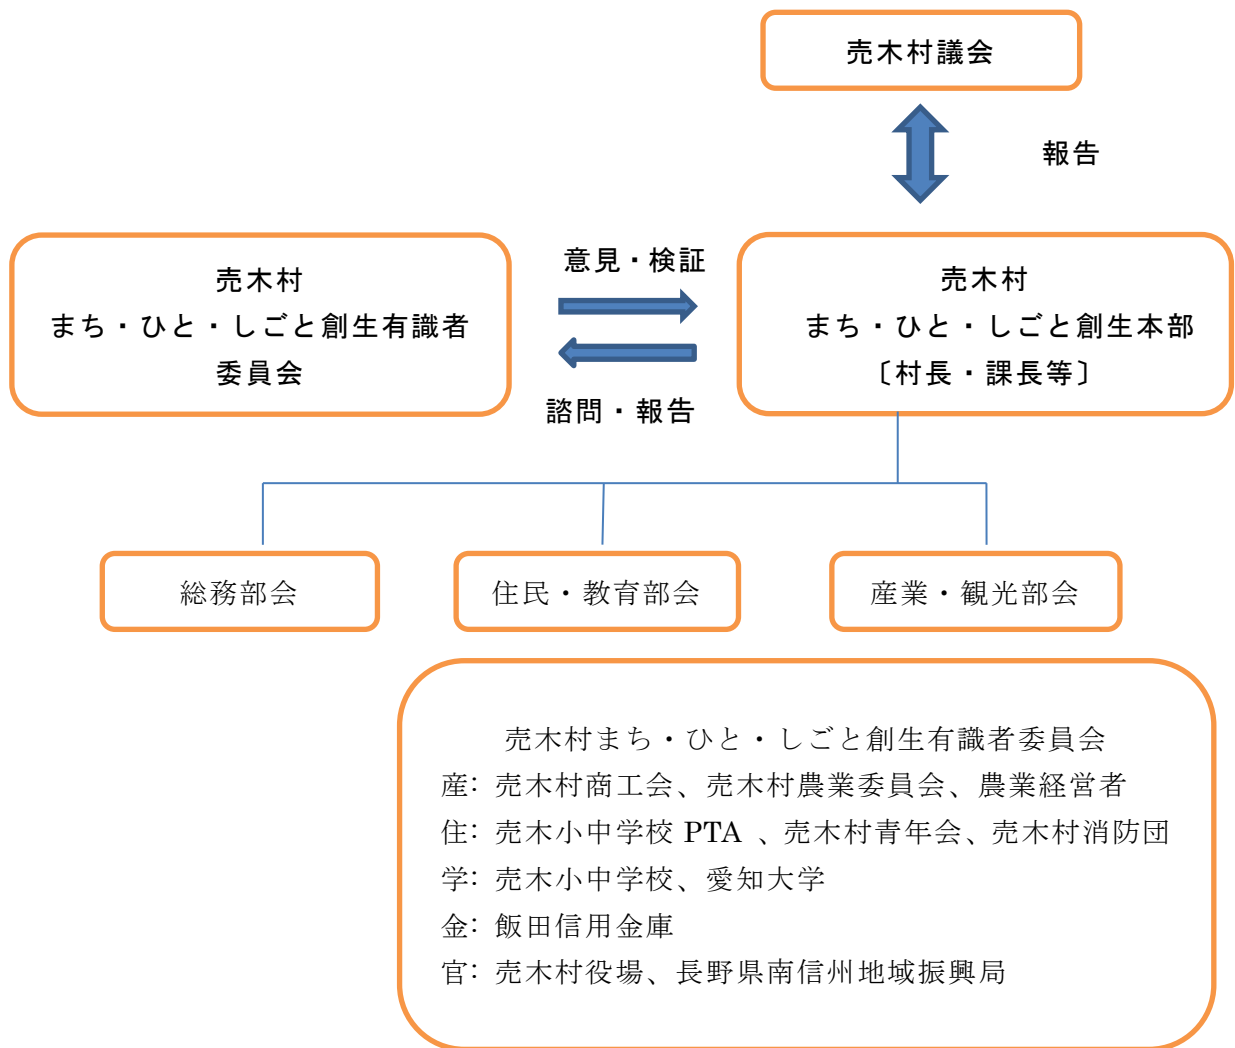 売木村議会
報告
売木村
まち・ひと・しごと創生有識者
委員会
意見・検証
諮問・報告
売木村
まち・ひと・しごと創生本部
〔村長・課長等〕
総務部会
住民・教育部会
産業・観光部会
売木村まち・ひと・しごと創生有識者委員会
産: 売木村商工会、売木村農業委員会、農業経営者
住: 売木小中学校 PTA 、売木村青年会、売木村消防団
学: 売木小中学校、愛知大学
金: 飯田信用金庫
官: 売木村役場、長野県南信州地域振興局